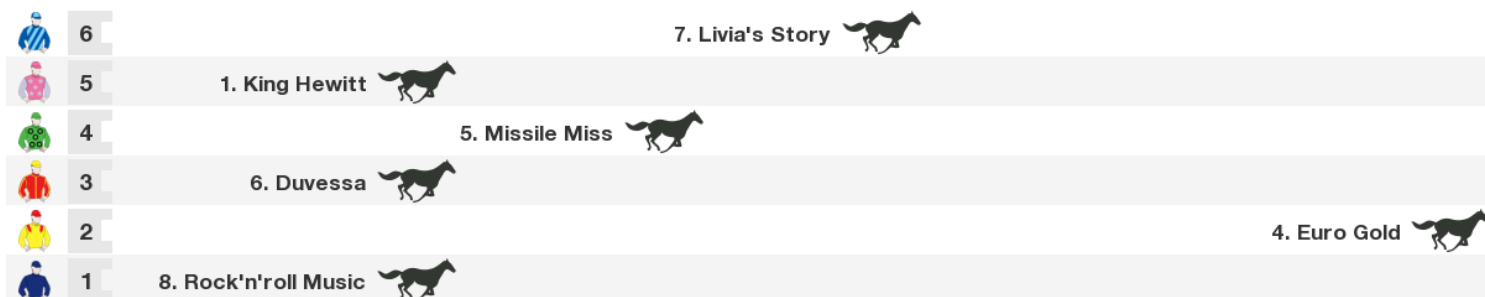 6 7. Livia's Story
5 1. King Hewitt
4 5. Missile Miss
3 6. Duvessa
2 4. Euro Gold
1 8. Rock'n'roll Music